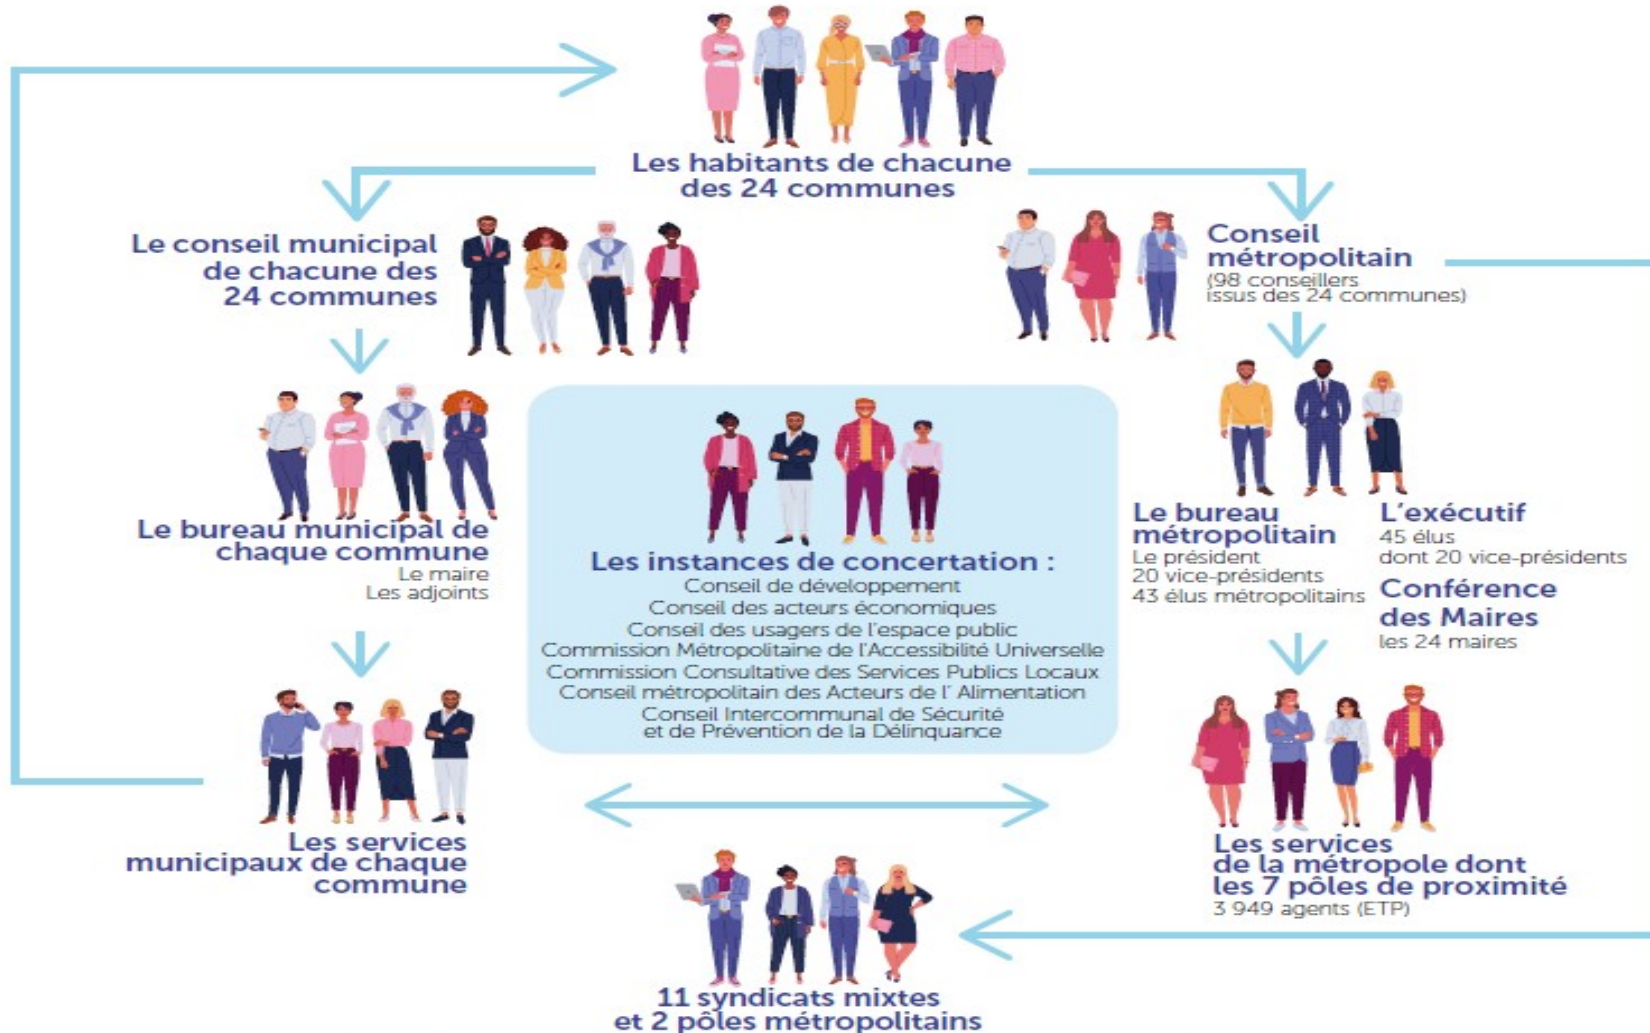 Les habitants de chacune
des 24 communes
Le conseil municipal
de chacune des
24 communes
Conseil
métropolitain
(98 conseillers
issus des 24 communes)
Le bureau municipal de
chaque commune
Le maire
Les adjoints
Les instances de concertation :
Conseil de développement
Conseil des acteurs économiques
Conseil des usagers de l'espace public
Commission Métropolitaine de l'Accessibilité Universelle
Commission Consultative des Services Publics Locaux
Conseil métropolitain des Acteurs de l' Alimentation
Conseil Intercommunal de Sécurité
et de Prévention de la Délinquance
Le bureau
métropolitain
Le président
20 vice-présidents
43 élus métropolitains
L'exécutif
45 élus
dont 20 vice-présidents
Conférence
des Maires
les 24 maires
Les services
municipaux de chaque
commune
Les services
de la métropole dont
les 7 pôles de proximité
3 949 agents (ETP)
11 syndicats mixtes
et 2 pôles métropolitains